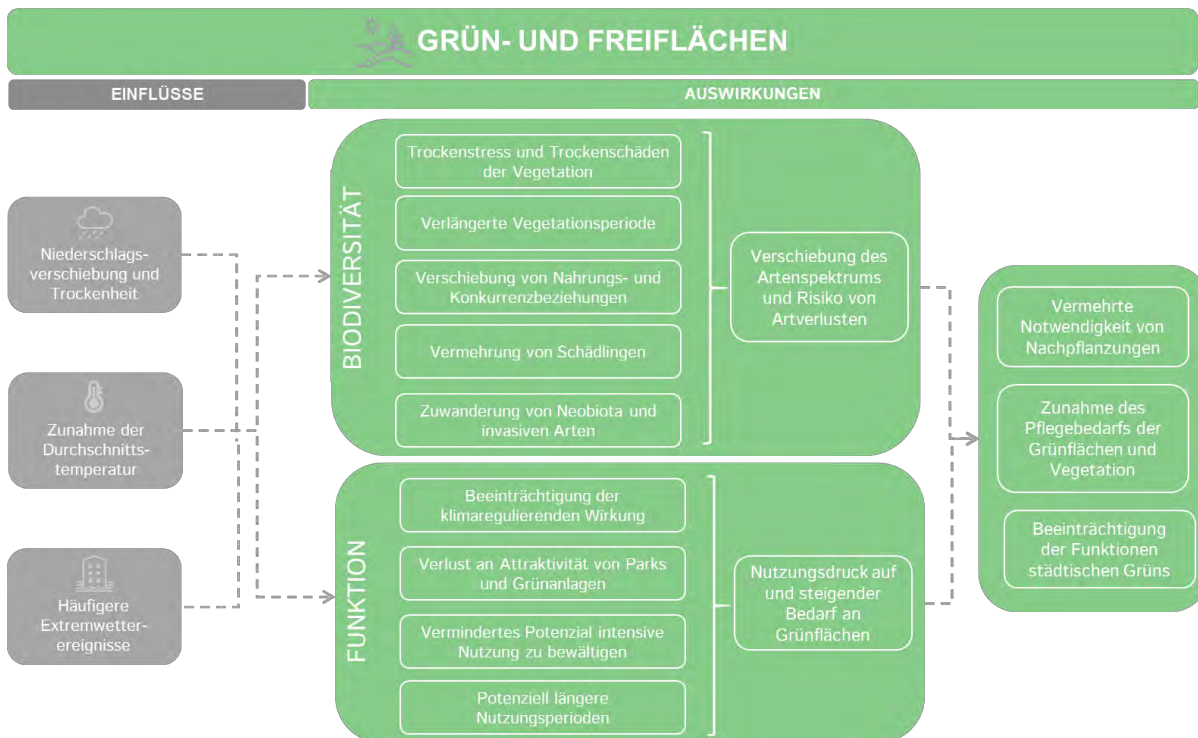 GRÜN- UND FREIFLÄCHEN
EINFLÜSSE
AUSWIRKUNGEN
Niederschlags-
verschiebung und
Trockenheit
Zunahme der
Durchschnitts-
temperatur
Häufigere
Extremwetter-
ereignisse
BIODIVERSITÄT
Trockenstress und Trockenschäden
der Vegetation
Verlängerte Vegetationsperiode
Verschiebung von Nahrungs- und
Konkurrenzbeziehungen
Vermehrung von Schädlingen
Zuwanderung von Neobiota und
invasiven Arten
Verschiebung des
Artenspektrums
und Risiko von
Artverlusten
FUNKTION
Beeinträchtigung der
klimaregulierenden Wirkung
Verlust an Attraktivität von Parks
und Grünanlagen
Vermindertes Potenzial intensive
Nutzung zu bewältigen
Potenziell längere
Nutzungsperioden
Nutzungsdruck auf
und steigender
Bedarf an
Grünflächen
Vermehrte
Notwendigkeit von
Nachpflanzungen
Zunahme des
Pflegebedarfs der
Grünflächen und
Vegetation
Beeinträchtigung
der Funktionen
städtischen Grüns